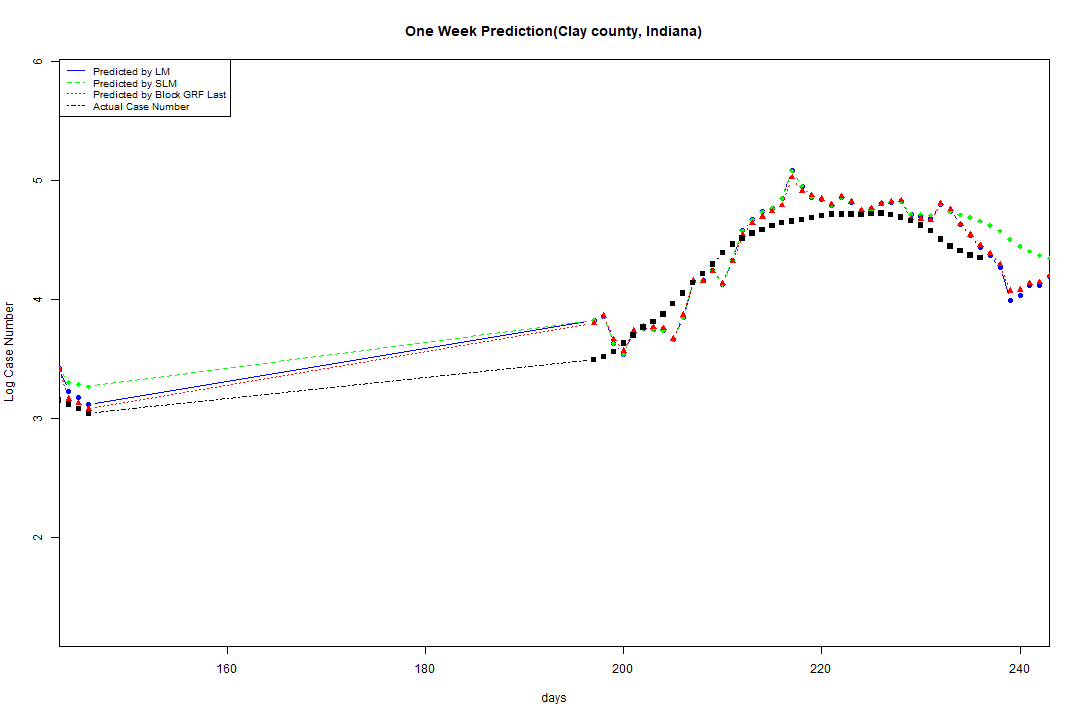 One Week Prediction(Clay county, Indiana)
Predicted by LM
Predicted by SLM
Predicted by Block GRF Last
Actual Case Number
6
5
4
3
2
Log Case Number
160 180 200 220 240
days